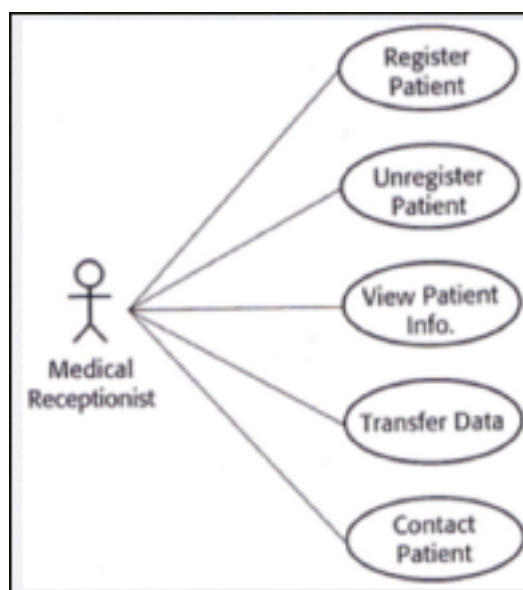 Register
Patient
Unregister
Patient
View Patient
Info.
Medical
Receptionist
Transfer Data
Contact
Patient